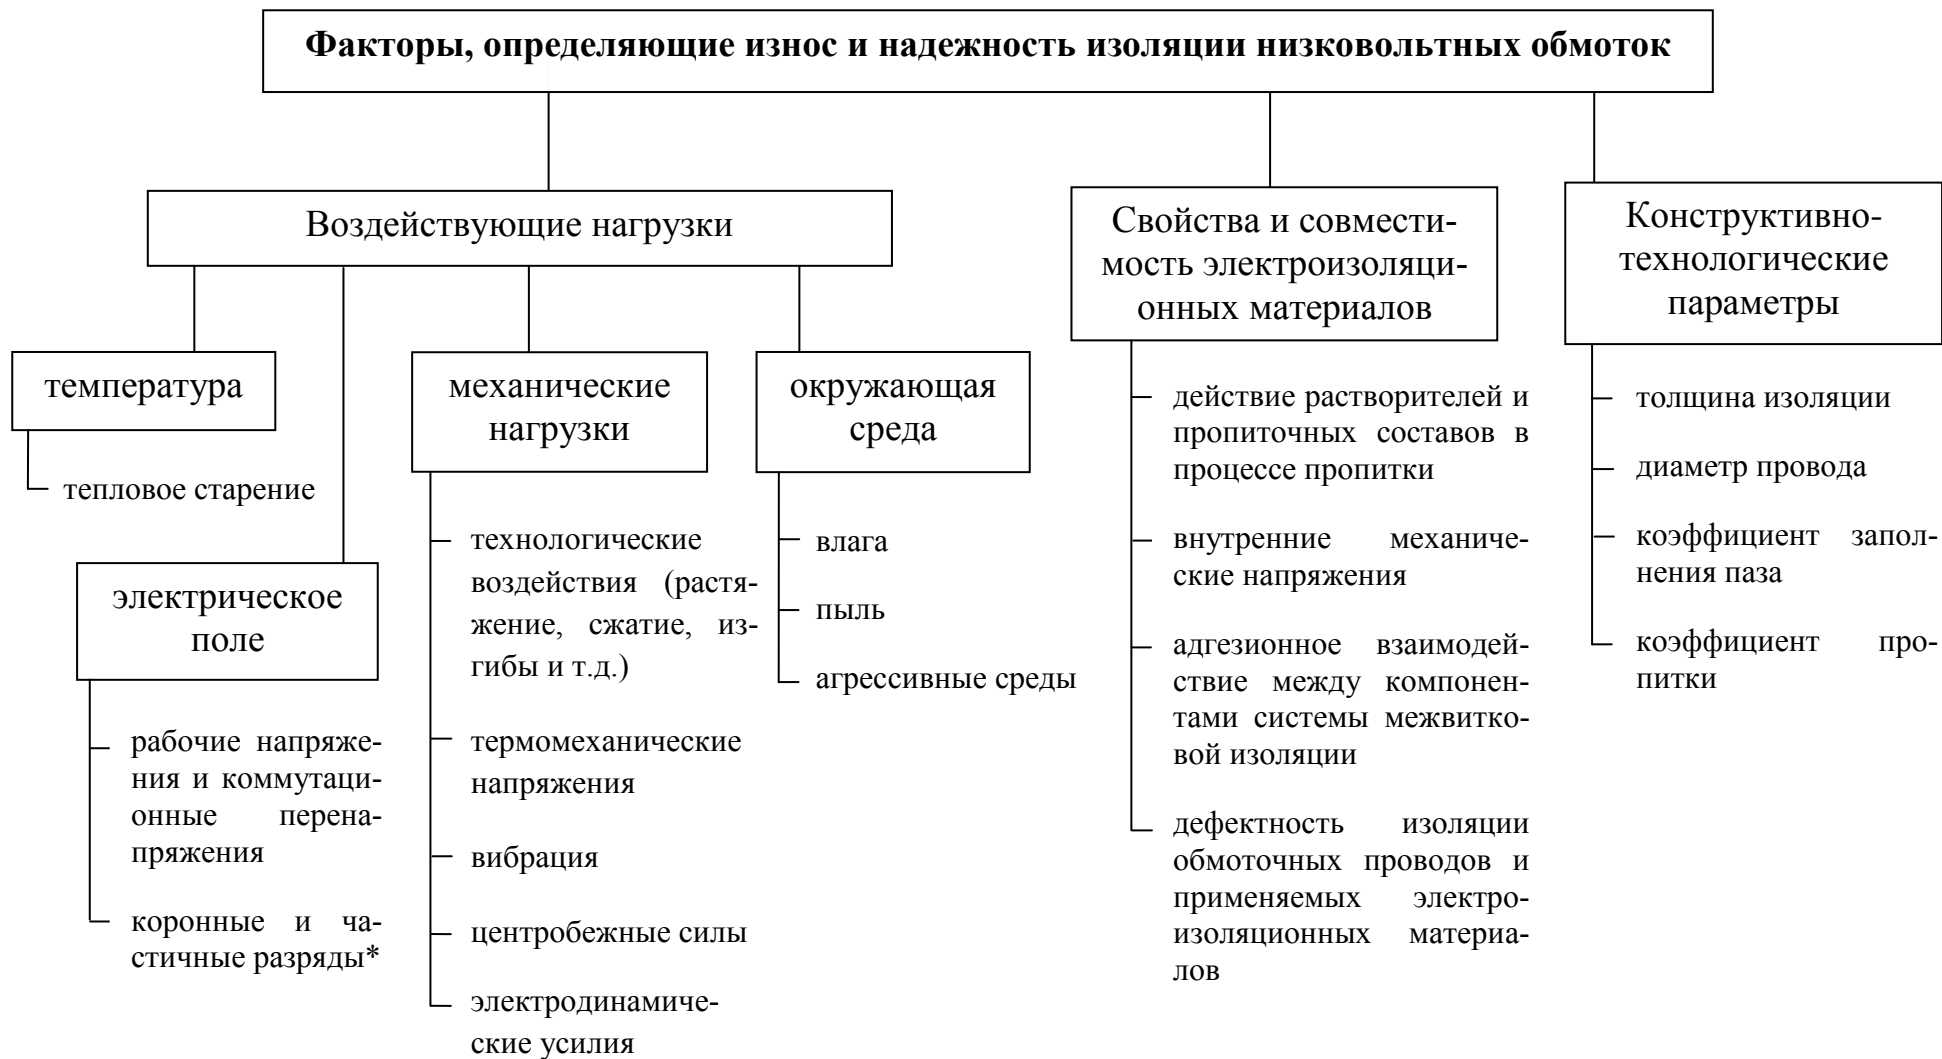 Факторы, определяющие износ и надежность изоляции низковольтных обмоток
Воздействующие нагрузки
температура
тепловое старение
электрическое
поле
рабочие напряже-
ния и коммутаци-
онные перена-
пряжения
коронные и ча-
стичные разряды*
механические
нагрузки
технологические
воздействия (растя-
жение, сжатие, из-
гибы и т.д.)
термомеханические
напряжения
вибрация
центробежные силы
электродинамиче-
ские усилия
окружающая
среда
влага
пыль
агрессивные среды
Свойства и совмести-
мость электроизоляци-
онных материалов
действие растворителей и
пропиточных составов в
процессе пропитки
внутренние механиче-
ские напряжения
адгезионное взаимодей-
ствие между компонен-
тами системы межвитко-
вой изоляции
дефектность изоляции
обмоточных проводов и
применяемых электро-
изоляционных материа-
лов
Конструктивно-
технологические
параметры
толщина изоляции
диаметр провода
коэффициент запол-
нения паза
коэффициент про-
питки